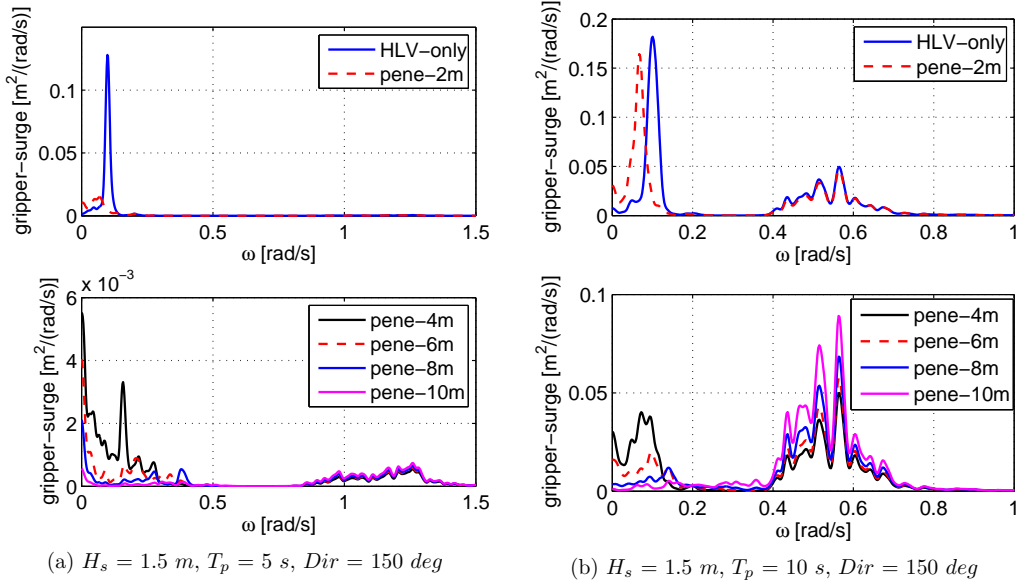 gripper−surge [m²/(rad/s)]
0.1
0.05
0
0 0.5 1 1.5
ω [rad/s]
HLV−only
pene−2m
gripper−surge [m²/(rad/s)]
0.2
0.15
0.1
0.05
0
0 0.2 0.4 0.6 0.8 1
ω [rad/s]
HLV−only
pene−2m
gripper−surge [m²/(rad/s)]
x 10⁻³
6
4
2
0
0 0.5 1 1.5
ω [rad/s]
pene−4m
pene−6m
pene−8m
pene−10m
gripper−surge [m²/(rad/s)]
0.1
0.05
0
0 0.2 0.4 0.6 0.8 1
ω [rad/s]
pene−4m
pene−6m
pene−8m
pene−10m
(a) Hₛ = 1.5 m, Tₚ = 5 s, Dir = 150 deg
(b) Hₛ = 1.5 m, Tₚ = 10 s, Dir = 150 deg